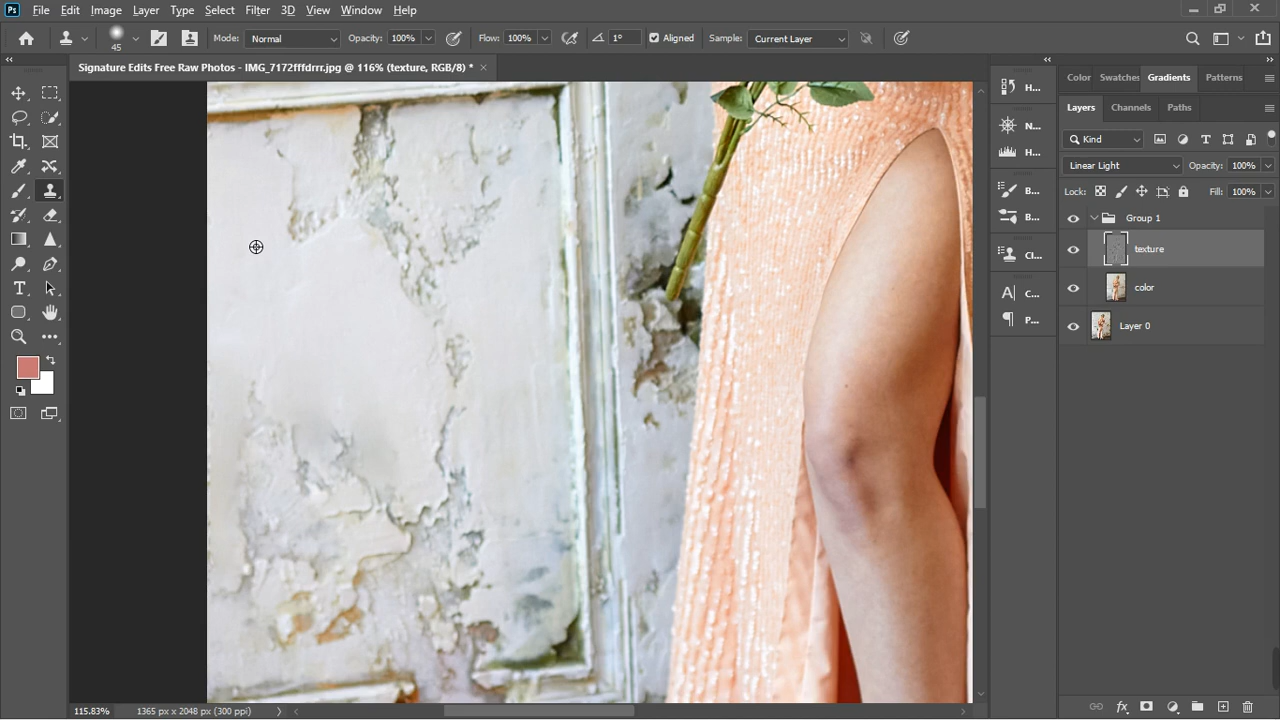 Ps File Edit Image Layer Type Select Filter 3D View Window Help
45 Mode: Normal Opacity: 100% Flow: 100% 1° Aligned Sample: Current Layer
Signature Edits Free Raw Photos - IMG_7172fffdrrr.jpg @ 116% (texture, RGB/8) *
H...
N...
H...
B...
B...
Cl...
C...
P...
Color Swatches Gradients Patterns
Layers Channels Paths
Kind
Linear Light Opacity: 100%
Lock: Fill: 100%
Group 1
texture
color
Layer 0
115.83% 1365 px x 2048 px (300 ppi)